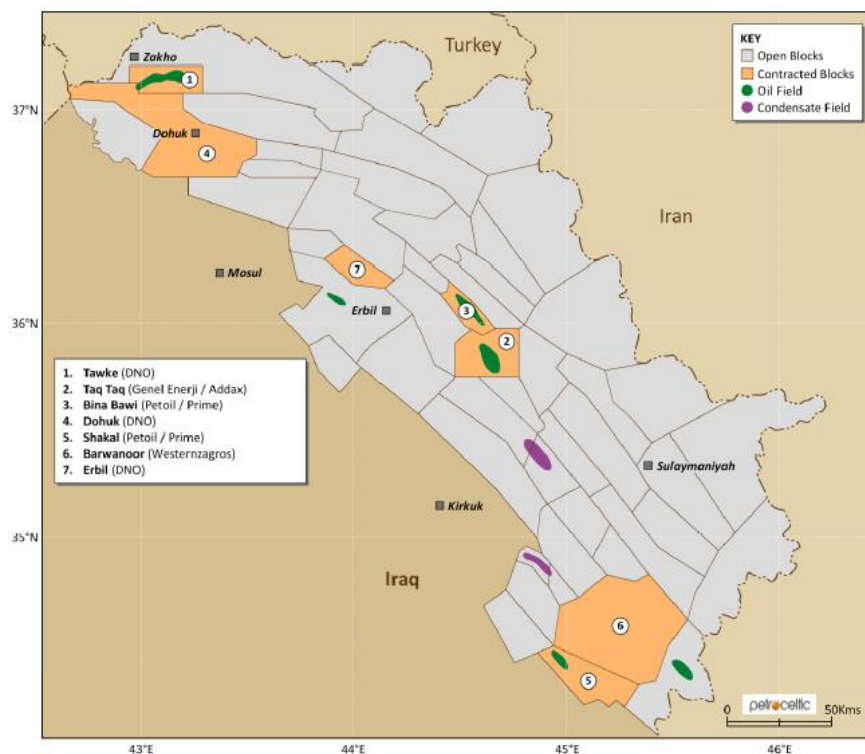 Turkey
Iran
Iraq
Zakho
Dohuk
Mosul
Erbil
Kirkuk
Sulaymaniyah
KEY
Open Blocks
Contracted Blocks
Oil Field
Condensate Field
37°N
36°N
35°N
1
4
7
3
2
6
5
1. Tawke (DNO)
2. Taq Taq (Genel Enerji / Addax)
3. Bina Bawi (Petoil / Prime)
4. Dohuk (DNO)
5. Shakal (Petoil / Prime)
6. Barwanoor (Westernzagros)
7. Erbil (DNO)
petroceltic
0 50Kms
43°E
44°E
45°E
46°E